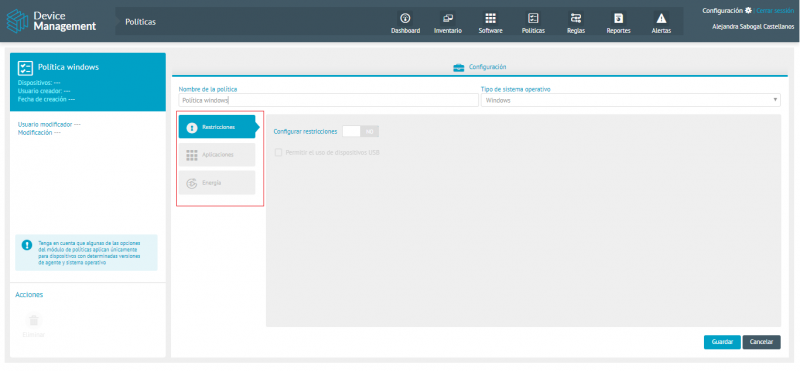 Device
Management
Políticas
Dashboard
Inventario
Software
Políticas
Reglas
Reportes
Alertas
Configuración
Cerrar sesión
Alejandra Sabogal Castellanos
Política windows
Dispositivos: ---
Usuario creador: ---
Fecha de creación ---
Usuario modificador ---
Modificación ---
Tenga en cuenta que algunas de las opciones
del módulo de políticas aplican únicamente
para dispositivos con determinadas versiones
de agente y sistema operativo
Acciones
Eliminar
Configuración
Nombre de la política
Política windows
Tipo de sistema operativo
Windows
Restricciones
Aplicaciones
Energía
Configurar restricciones
NO
Permitir el uso de dispositivos USB
Guardar
Cancelar